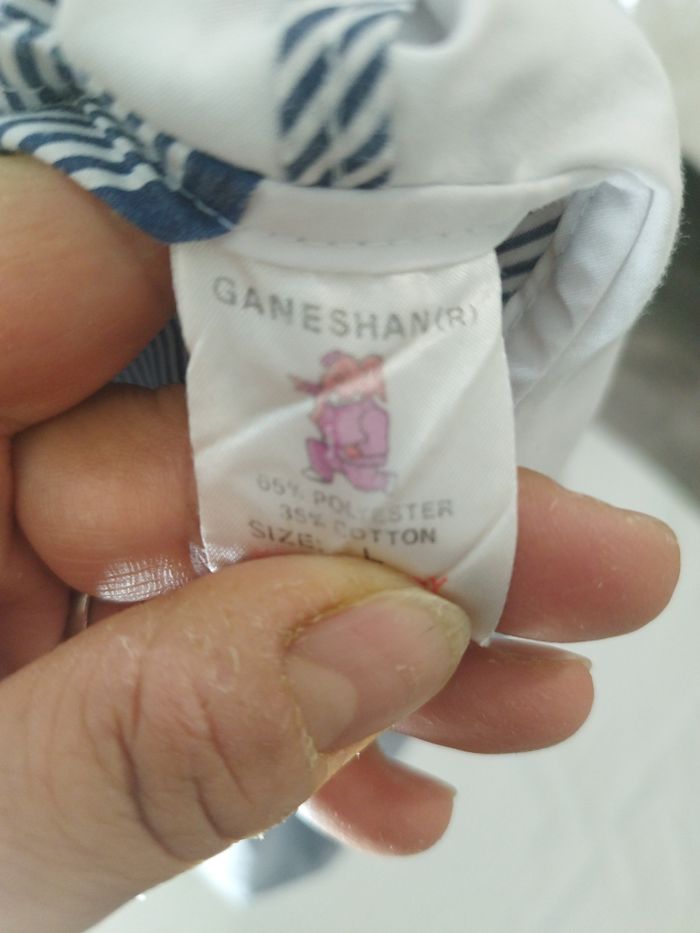 GANESHAN(R)
65% POLYESTER
35% COTTON
SIZE: L